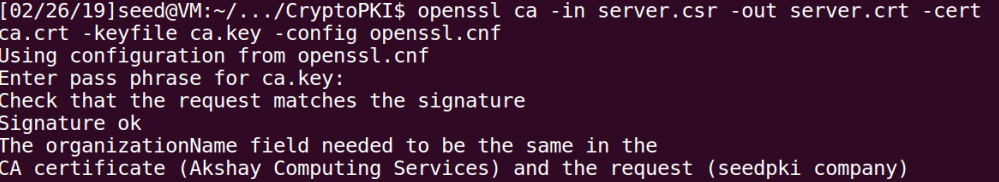 [02/26/19]seed@VM:~/.../CryptoPKI$ openssl ca -in server.csr -out server.crt -cert
ca.crt -keyfile ca.key -config openssl.cnf
Using configuration from openssl.cnf
Enter pass phrase for ca.key:
Check that the request matches the signature
Signature ok
The organizationName field needed to be the same in the
CA certificate (Akshay Computing Services) and the request (seedpki company)